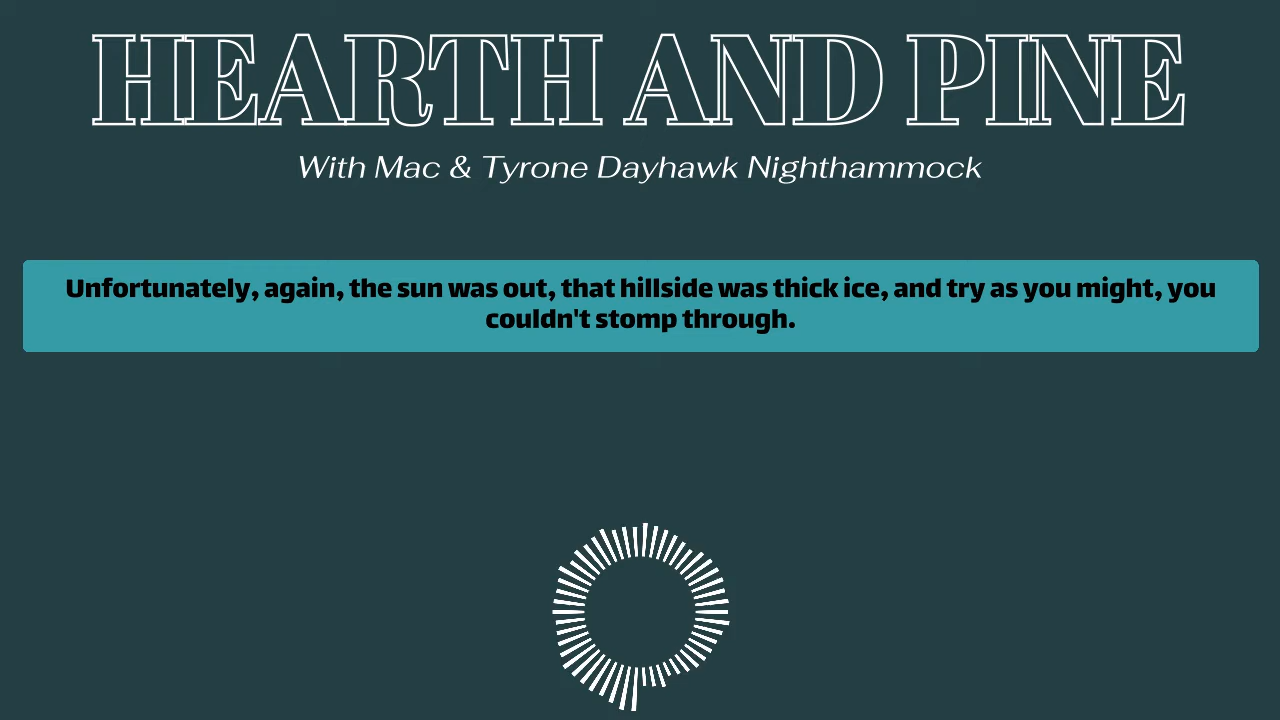 HEARTH AND PINE
With Mac & Tyrone Dayhawk Nighthammock
Unfortunately, again, the sun was out, that hillside was thick ice, and try as you might, you
couldn't stomp through.